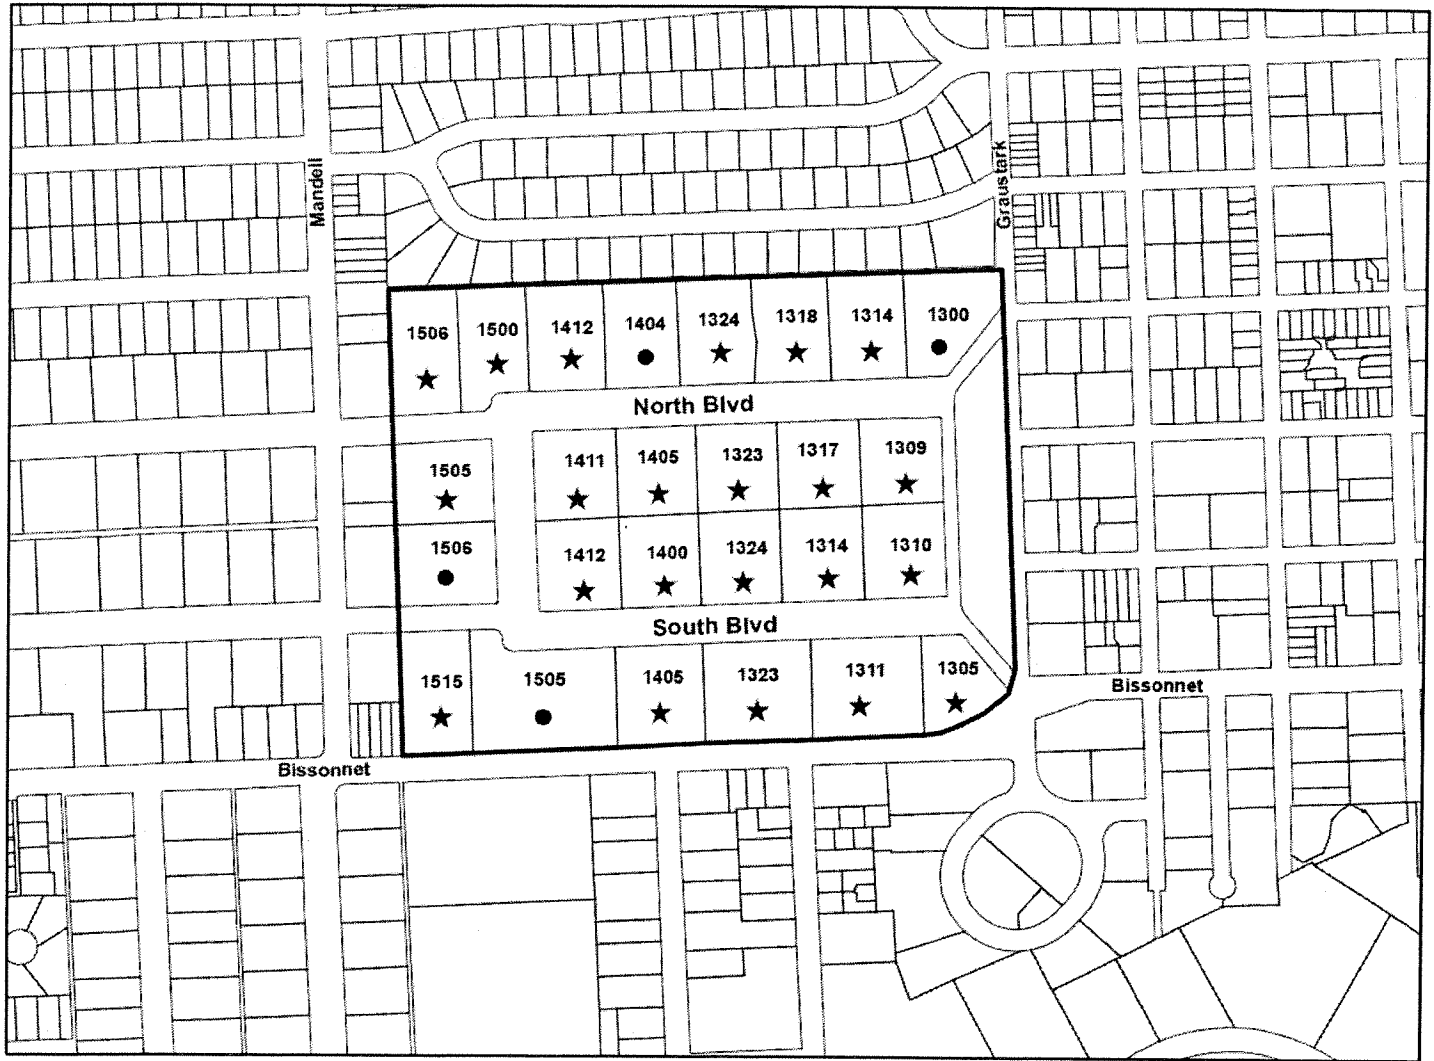 Mandell
Graustark
1506 1500 1412 1404 1324 1318 1314 1300
North Blvd
1505 1411 1405 1323 1317 1309
1506 1412 1400 1324 1314 1310
South Blvd
1515 1505 1405 1323 1311 1305
Bissonnet
Bissonnet